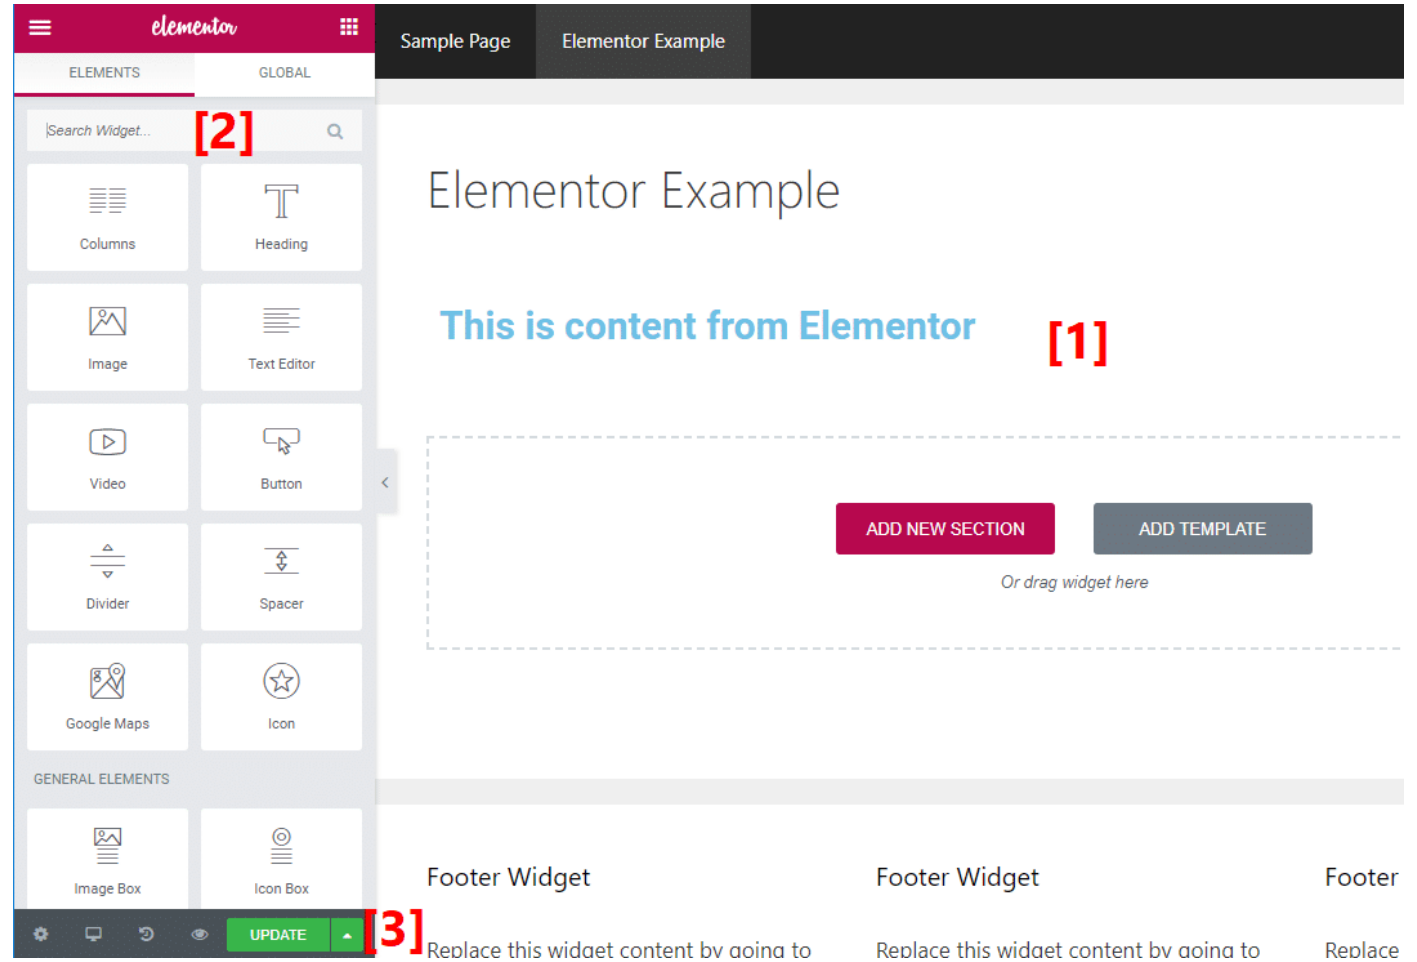 elementor
Sample Page Elementor Example
ELEMENTS GLOBAL
Search Widget... [2]
Columns Heading
Image Text Editor
Video Button
Divider Spacer
Google Maps Icon
GENERAL ELEMENTS
Image Box Icon Box
UPDATE [3]
Elementor Example
This is content from Elementor [1]
ADD NEW SECTION ADD TEMPLATE
Or drag widget here
Footer Widget Footer Widget Footer
Replace this widget content by going to Replace this widget content by going to Replace